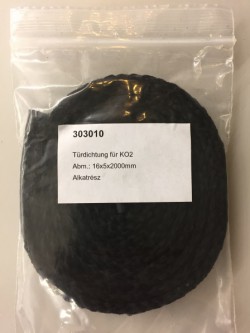 303010
Türdichtung für KO2
Abm.: 16x5x2000mm
Alkatrész